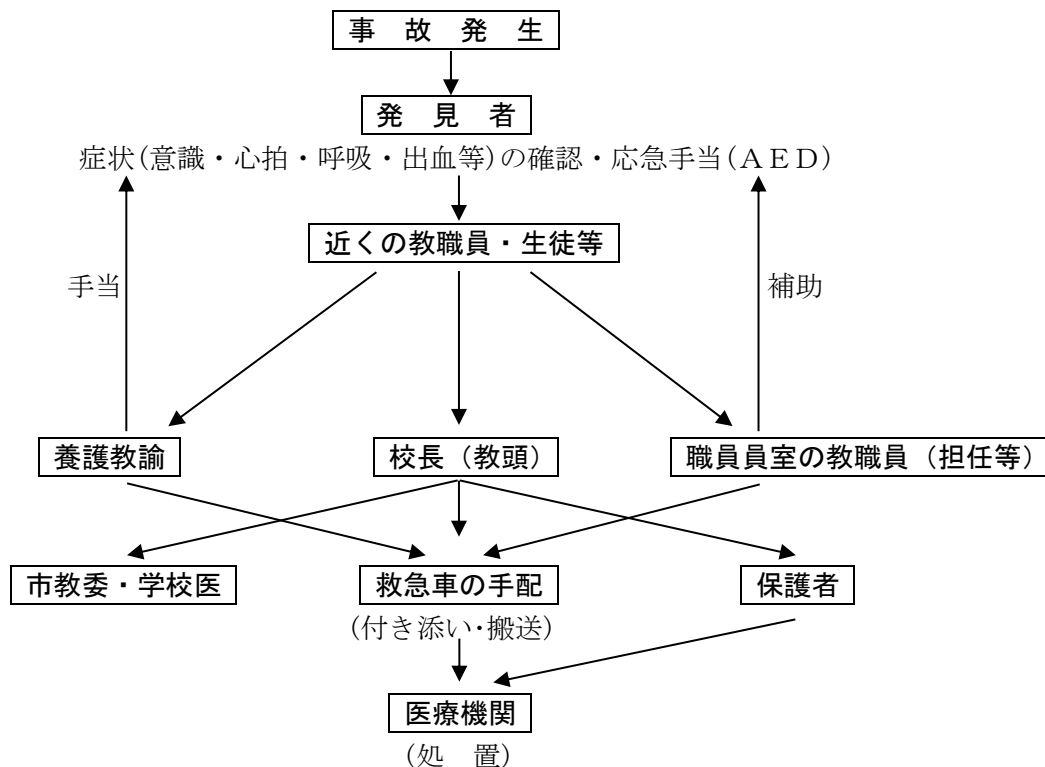 事　故　発　生
発　見　者
症状(意識・心拍・呼吸・出血等)の確認・応急手当(ＡＥＤ)
近くの教職員・生徒等
手当
補助
養護教諭
校長（教頭）
職員員室の教職員（担任等）
市教委・学校医
救急車の手配
保護者
(付き添い・搬送)
医療機関
(処　置)